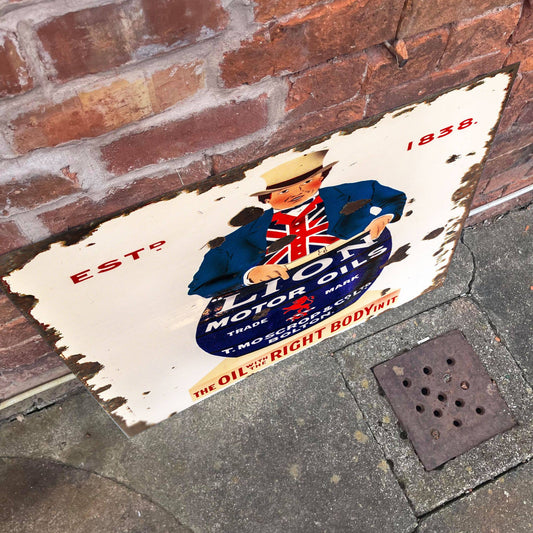 ESTD 1838.
LION
MOTOR OILS
TRADE MARK
T. MOSCROP & CO. LTD
BOLTON.
THE OIL WITH THE RIGHT BODY IN IT